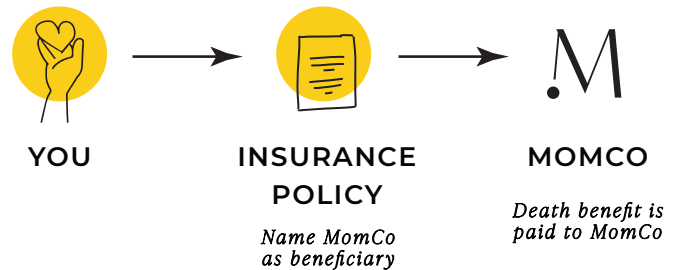 M
YOU
INSURANCE
POLICY
MOMCO
Name MomCo
as beneficiary
Death benefit is
paid to MomCo